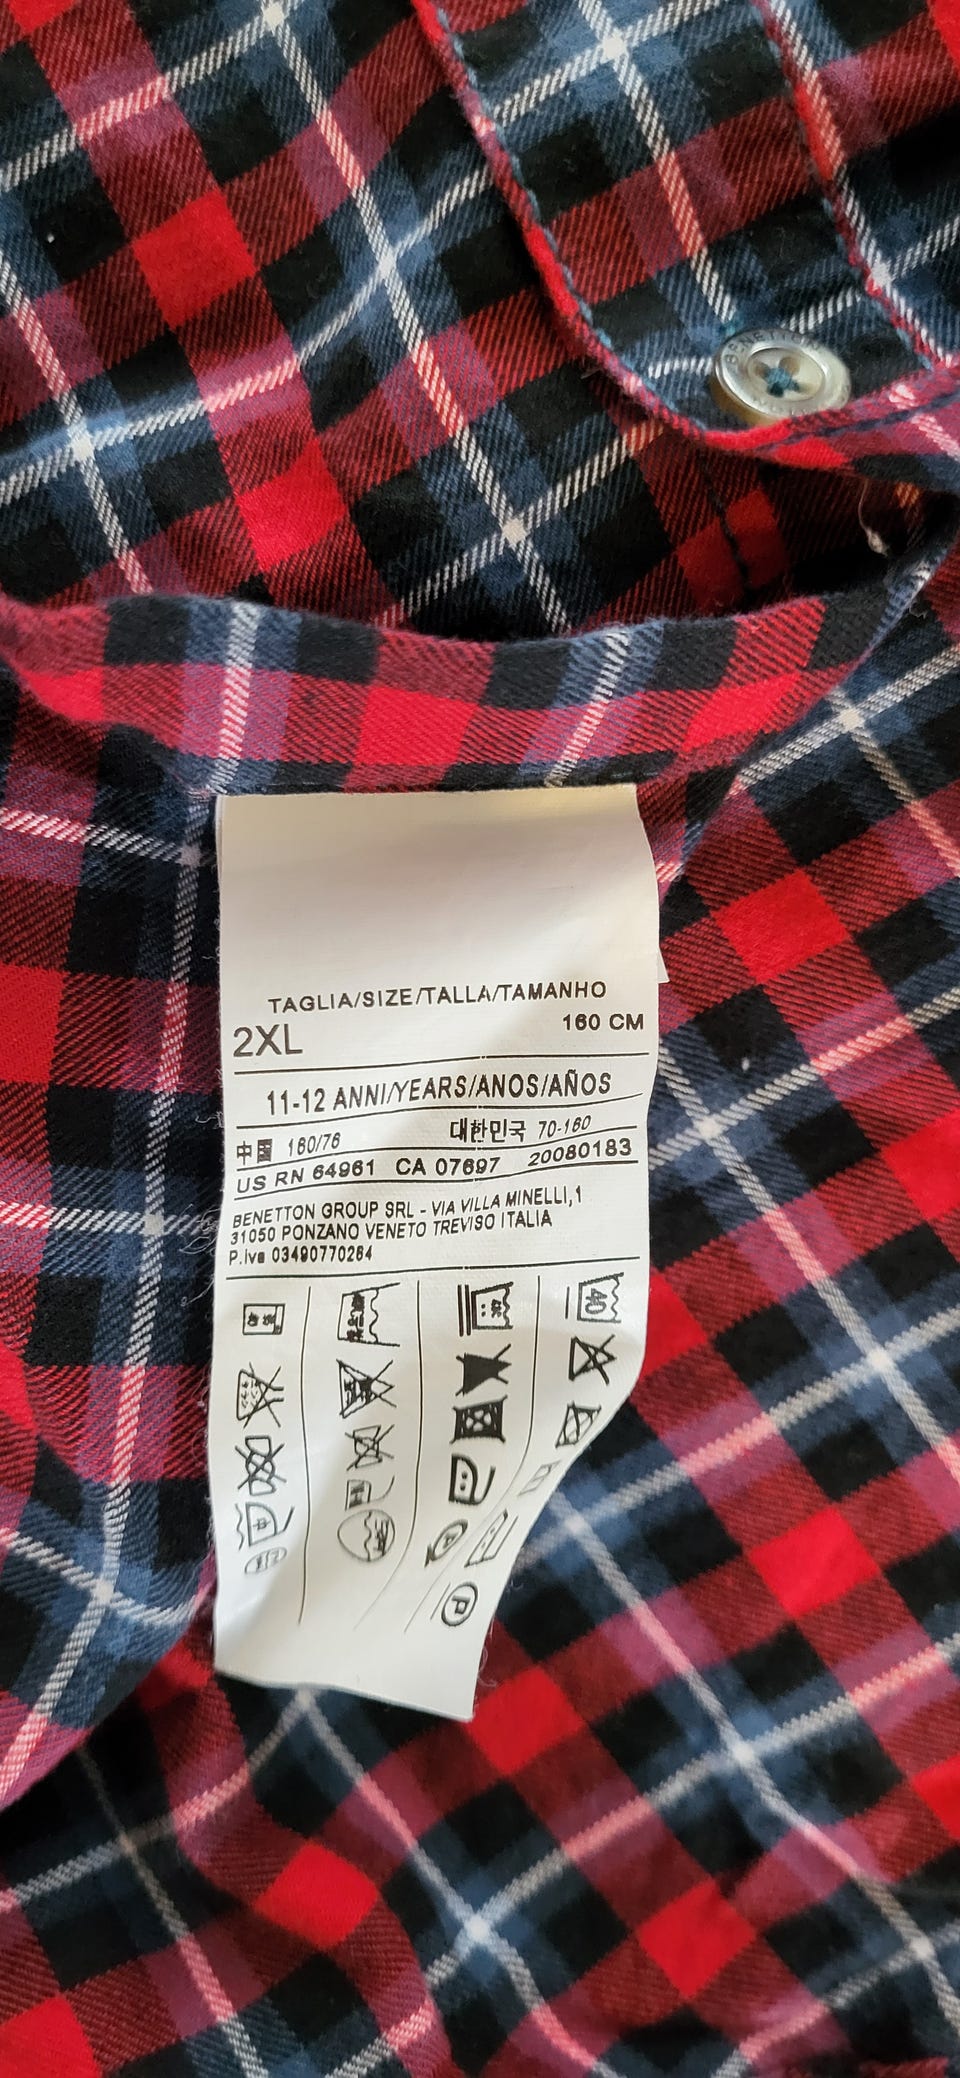 TAGLIA/SIZE/TALLA/TAMANHO
2XL 160 CM
11-12 ANNI/YEARS/ANOS/AÑOS
中国 160/76 대한민국 70-160
US RN 64961 CA 07697 20080183
BENETTON GROUP SRL - VIA VILLA MINELLI,1
31050 PONZANO VENETO TREVISO ITALIA
P.iva 03490770264
40
A
P